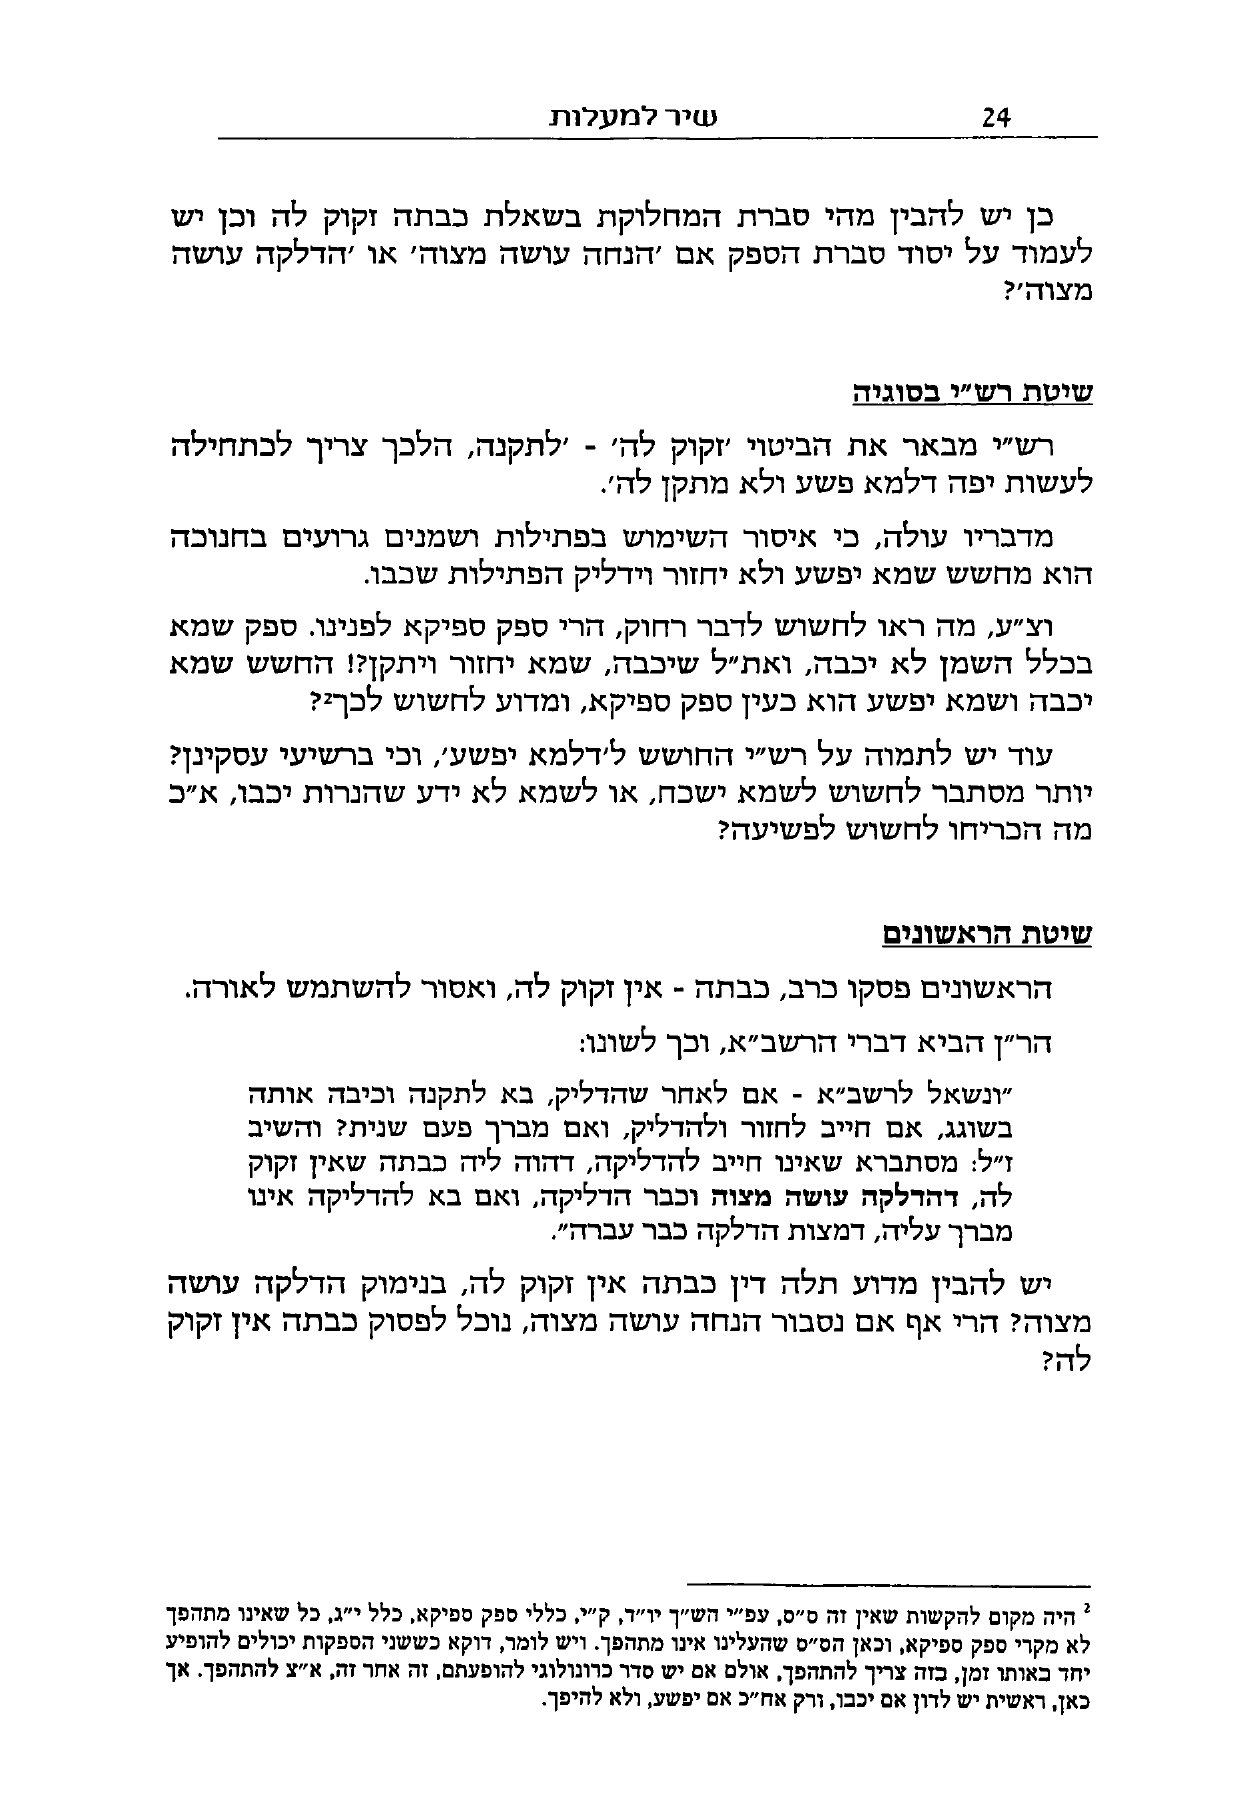 24 שיר למעלות
כן יש להבין מהי סברת המחלוקת בשאלת כבתה זקוק לה וכן יש
לעמוד על יסוד סברת הספק אם 'הנחה עושה מצוה' או 'הדלקה עושה
מצוה'?
שיטת רש״י בסוגיה
רש״י מבאר את הביטוי 'זקוק לה' - 'לתקנה, הלכך צריך לכתחילה
לעשות יפה דלמא פשע ולא מתקן לה'.
מדבריו עולה, כי איסור השימוש בפתילות ושמנים גרועים בחנוכה
הוא מחשש שמא יפשע ולא יחזור וידליק הפתילות שכבו.
וצ״ע, מה ראו לחשוש לדבר רחוק, הרי ספק ספיקא לפנינו. ספק שמא
בכלל השמן לא יכבה, ואת״ל שיכבה, שמא יחזור ויתקן?! החשש שמא
יכבה ושמא יפשע הוא כעין ספק ספיקא, ומדוע לחשוש לכך²?
עוד יש לתמוה על רש״י החושש ל'דלמא יפשע', וכי ברשיעי עסקינן?
יותר מסתבר לחשוש לשמא ישכח, או לשמא לא ידע שהנרות יכבו, א״כ
מה הכריחו לחשוש לפשיעה?
שיטת הראשונים
הראשונים פסקו כרב, כבתה - אין זקוק לה, ואסור להשתמש לאורה.
הר״ן הביא דברי הרשב״א, וכך לשונו:
״ונשאל לרשב״א - אם לאחר שהדליק, בא לתקנה וכיבה אותה
בשוגג, אם חייב לחזור ולהדליק, ואם מברך פעם שנית? והשיב
ז״ל: מסתברא שאינו חייב להדליקה, דהוה ליה כבתה שאין זקוק
לה, דהדלקה עושה מצוה וכבר הדליקה, ואם בא להדליקה אינו
מברך עליה, דמצות הדלקה כבר עברה״.
יש להבין מדוע תלה דין כבתה אין זקוק לה, בנימוק הדלקה עושה
מצוה? הרי אף אם נסבור הנחה עושה מצוה, נוכל לפסוק כבתה אין זקוק
לה?
² היה מקום להקשות שאין זה ס״ס, עפ״י הש״ך יו״ד, ק״י, כללי ספק ספיקא, כלל י״ג, כל שאינו מתהפך
לא מקרי ספק ספיקא, וכאן הס״ס שהעלינו אינו מתהפך. ויש לומר, דוקא כששני הספקות יכולים להופיע
יחד באותו זמן, בזה צריך להתהפך, אולם אם יש סדר כרונולוגי להופעתם, זה אחר זה, א״צ להתהפך. אך
כאן, ראשית יש לדון אם יכבו, ורק אח״כ אם יפשע, ולא להיפך.